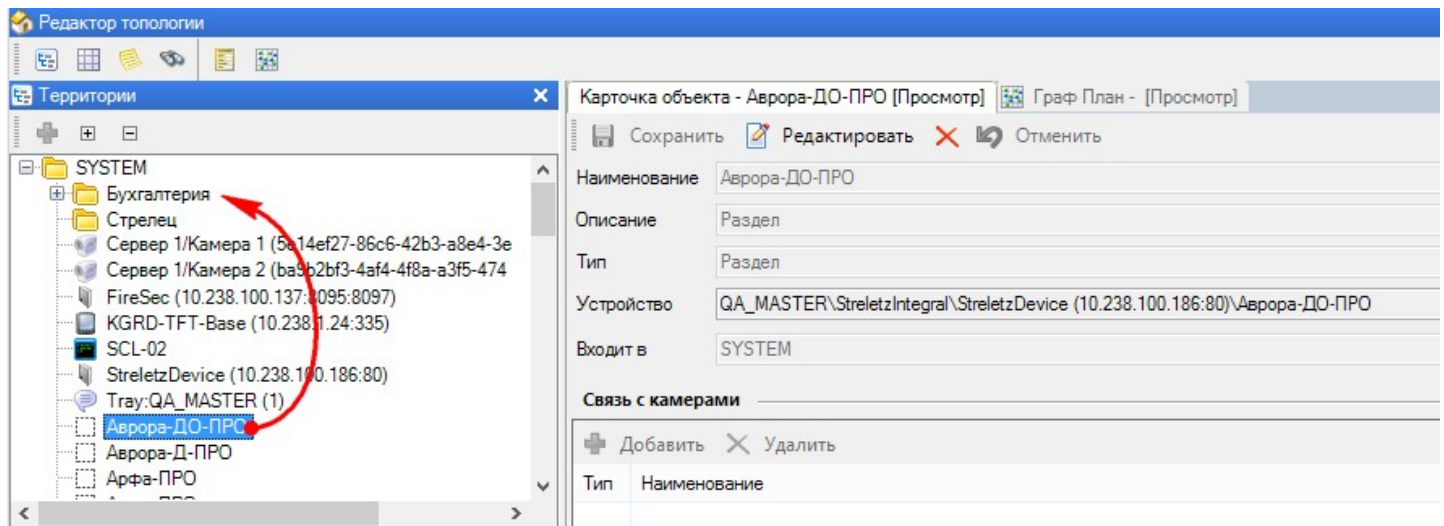 Редактор топологии
Территории
SYSTEM
Бухгалтерия
Стрелец
Сервер 1/Камера 1 (5e14ef27-86c6-42b3-a8e4-3e
Сервер 1/Камера 2 (ba9b2bf3-4af4-4f8a-a3f5-474
FireSec (10.238.100.137:8095:8097)
KGRD-TFT-Base (10.238.1.24:335)
SCL-02
StreletzDevice (10.238.100.186:80)
Tray:QA_MASTER (1)
Аврора-ДО-ПРО
Аврора-Д-ПРО
Арфа-ПРО
Карточка объекта - Аврора-ДО-ПРО [Просмотр]
Граф План - [Просмотр]
Сохранить Редактировать Отменить
Наименование Аврора-ДО-ПРО
Описание Раздел
Тип Раздел
Устройство QA_MASTER\StreletzIntegral\StreletzDevice (10.238.100.186:80)\Аврора-ДО-ПРО
Входит в SYSTEM
Связь с камерами
Добавить Удалить
Тип Наименование